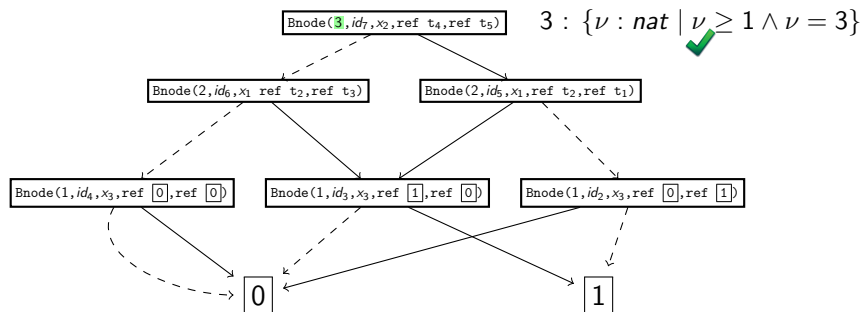 Bnode(3,id₇,x₂,ref t₄,ref t₅)
3 : {ν : nat | ν ≥ 1 ∧ ν = 3}
Bnode(2,id₆,x₁ ref t₂,ref t₃)
Bnode(2,id₅,x₁,ref t₂,ref t₁)
Bnode(1,id₄,x₃,ref 0,ref 0)
Bnode(1,id₃,x₃,ref 1,ref 0)
Bnode(1,id₂,x₃,ref 0,ref 1)
0
1